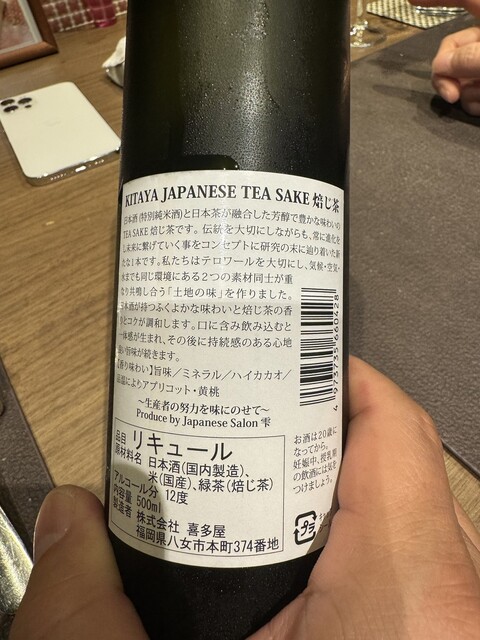 KITAYA JAPANESE TEA SAKE 焙じ茶
日本酒(特別純米酒)と日本茶が融合した芳醇で豊かな味わいの
TEA SAKE 焙じ茶です。伝統を大切にしながらも、常に進化を
し未来に繋げていく事をコンセプトに研究の末に辿り着いた新
たな1本です。私たちはテロワールを大切にし、気候・空気・
水までも同じ環境にある2つの素材同士が重
なり共鳴し合う「土地の味」を作りました。
日本酒が持つふくよかな味わいと焙じ茶の香
りとコクが調和します。口に含み飲み込むと
一体感が生まれ、その後に持続感のある心地
良い旨味が続きます。
【香り味わい】旨味/ミネラル/ハイカカオ/
温温によりアプリコット・黄桃
～生産者の努力を味にのせて～
Produce by Japanese Salon 雫
品目 リキュール
原材料名 日本酒(国内製造)、
米(国産)、緑茶(焙じ茶)
アルコール分 12度
内容量 500ml
製造者 株式会社 喜多屋
福岡県八女市本町374番地
4 973735 660428
お酒は20歳に
なってから。
妊娠中、授乳期
の飲酒には気を
つけましょう。
プラ